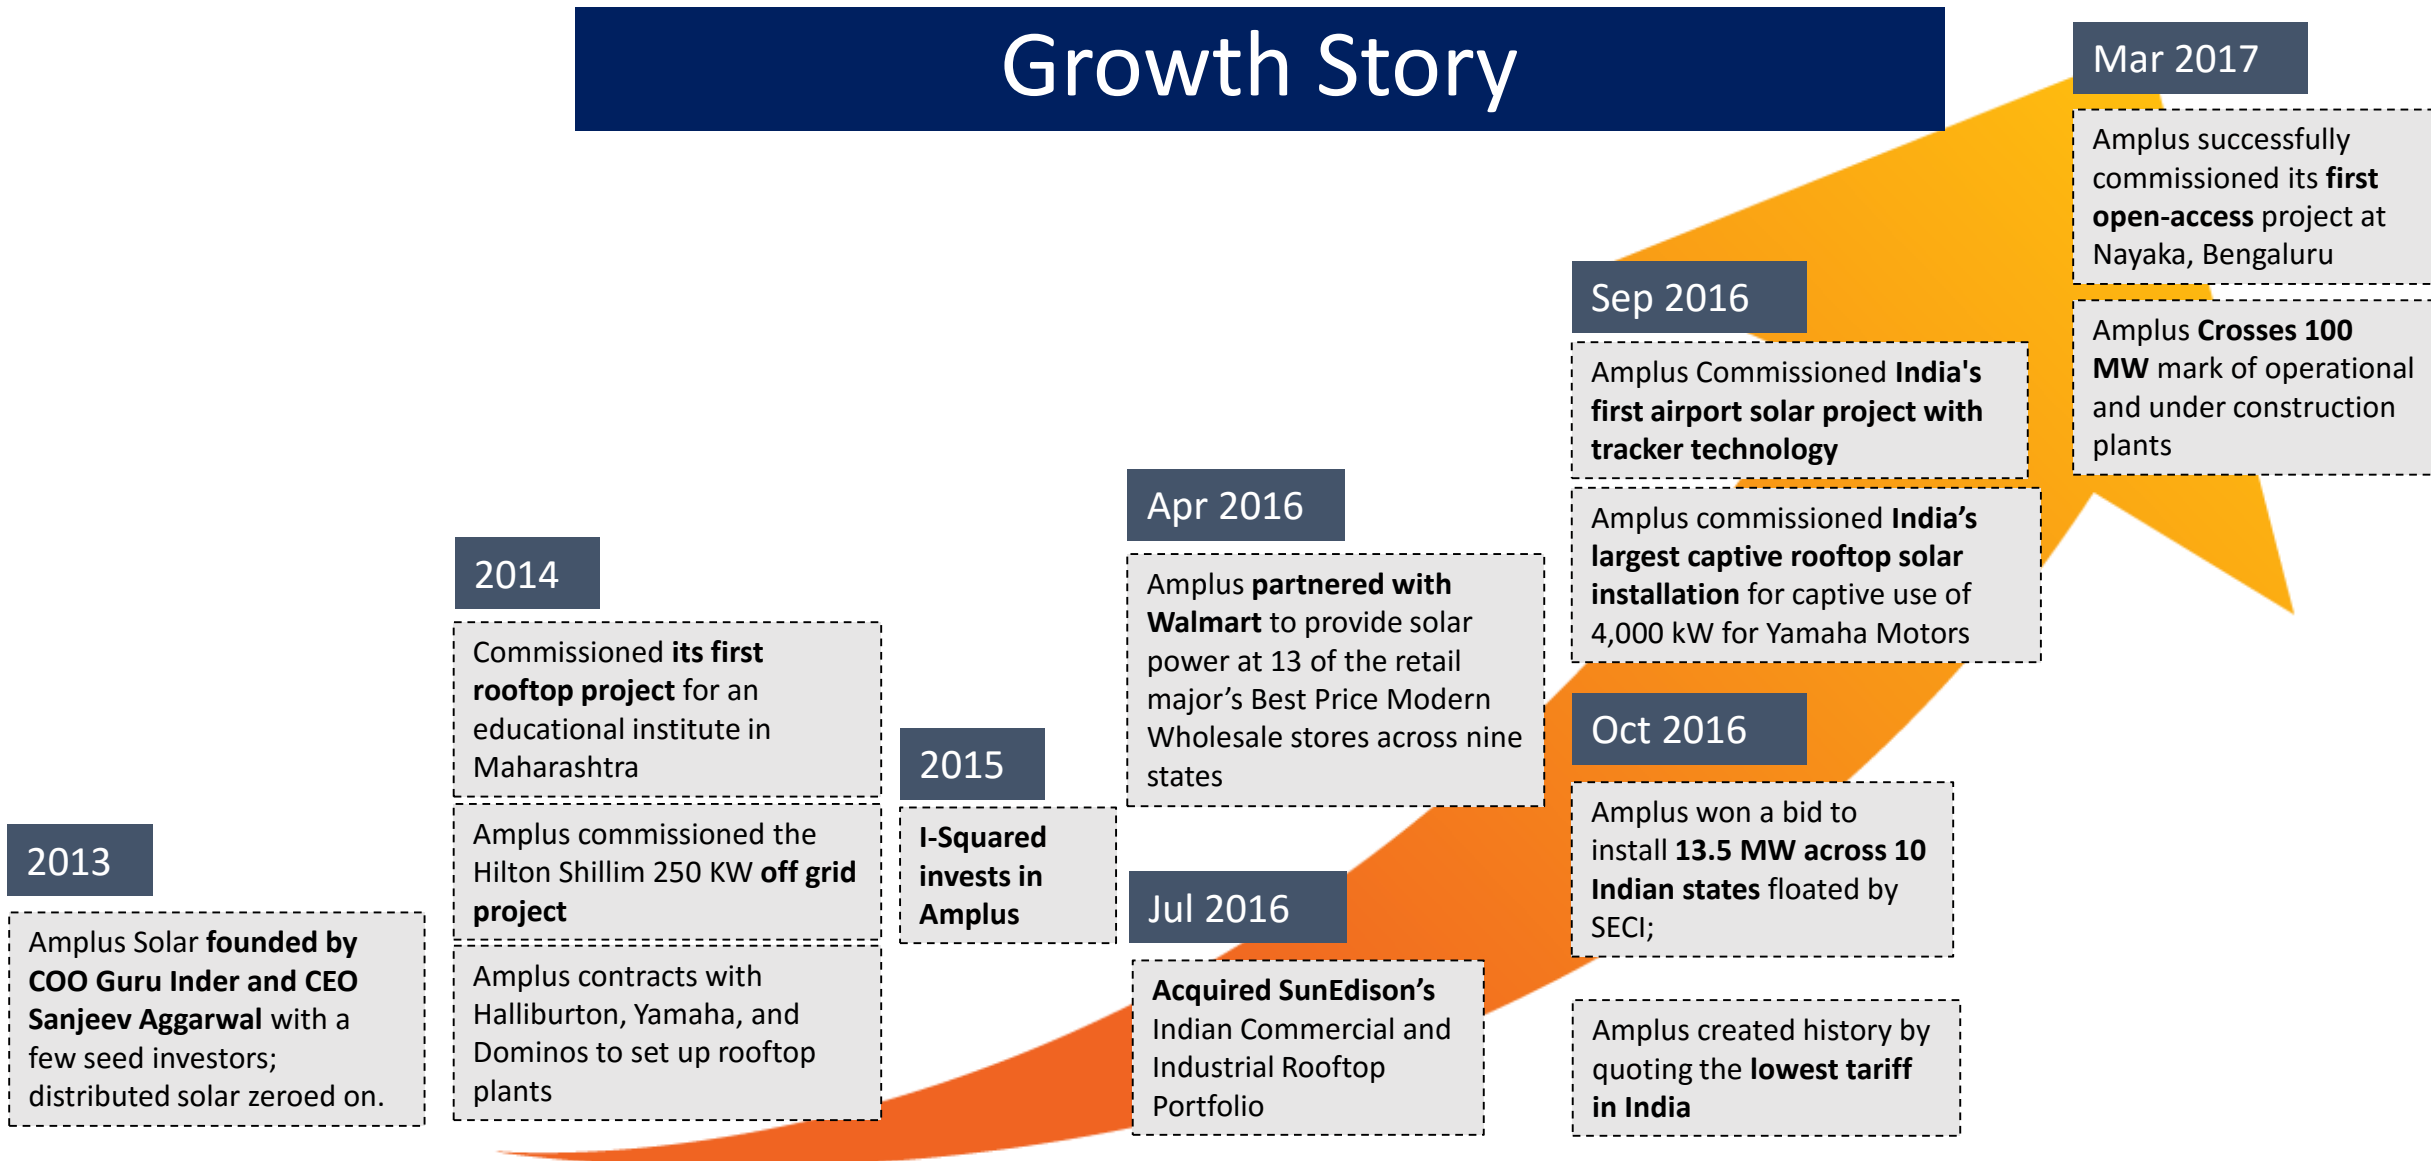 Growth Story
2013
Amplus Solar founded by
COO Guru Inder and CEO
Sanjeev Aggarwal with a
few seed investors;
distributed solar zeroed on.
2014
Commissioned its first
rooftop project for an
educational institute in
Maharashtra
Amplus commissioned the
Hilton Shillim 250 KW off grid
project
Amplus contracts with
Halliburton, Yamaha, and
Dominos to set up rooftop
plants
2015
I-Squared
invests in
Amplus
Apr 2016
Amplus partnered with
Walmart to provide solar
power at 13 of the retail
major’s Best Price Modern
Wholesale stores across nine
states
Jul 2016
Acquired SunEdison’s
Indian Commercial and
Industrial Rooftop
Portfolio
Sep 2016
Amplus Commissioned India's
first airport solar project with
tracker technology
Amplus commissioned India’s
largest captive rooftop solar
installation for captive use of
4,000 kW for Yamaha Motors
Oct 2016
Amplus won a bid to
install 13.5 MW across 10
Indian states floated by
SECI;
Amplus created history by
quoting the lowest tariff
in India
Mar 2017
Amplus successfully
commissioned its first
open-access project at
Nayaka, Bengaluru
Amplus Crosses 100
MW mark of operational
and under construction
plants